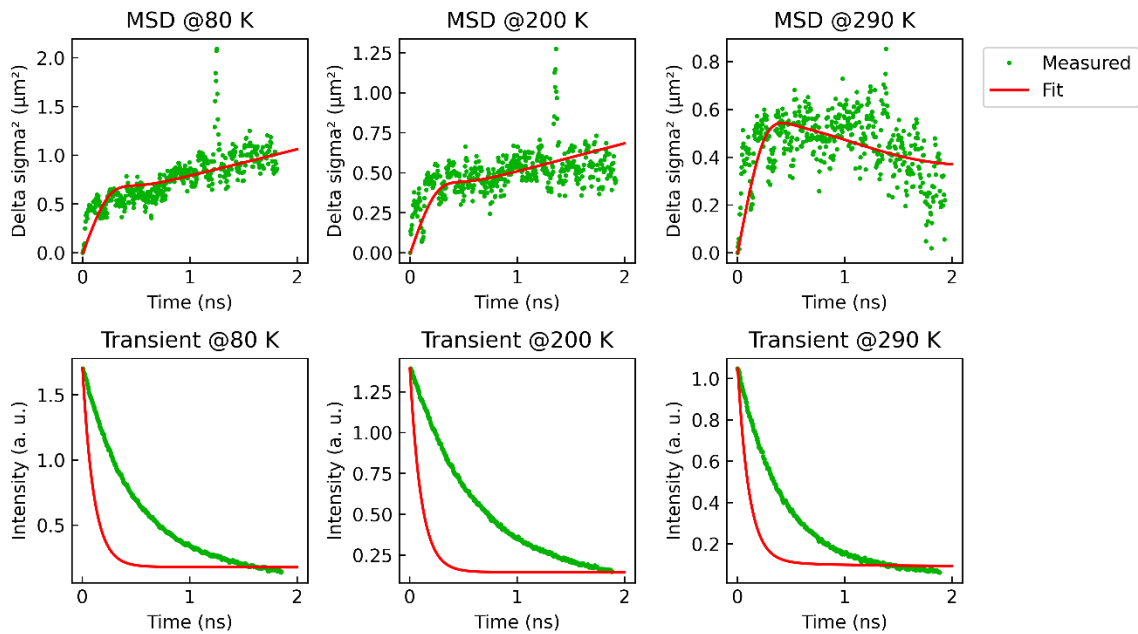 MSD @80 K
MSD @200 K
MSD @290 K
Delta sigma² (μm²)
2.0
1.5
1.0
0.5
0.0
0
1
2
Time (ns)
Delta sigma² (μm²)
1.25
1.00
0.75
0.50
0.25
0.00
0
1
2
Time (ns)
Delta sigma² (μm²)
0.8
0.6
0.4
0.2
0.0
0
1
2
Time (ns)
Measured
Fit
Transient @80 K
Transient @200 K
Transient @290 K
Intensity (a. u.)
1.5
1.0
0.5
0
1
2
Time (ns)
Intensity (a. u.)
1.25
1.00
0.75
0.50
0.25
0
1
2
Time (ns)
Intensity (a. u.)
1.0
0.8
0.6
0.4
0.2
0
1
2
Time (ns)